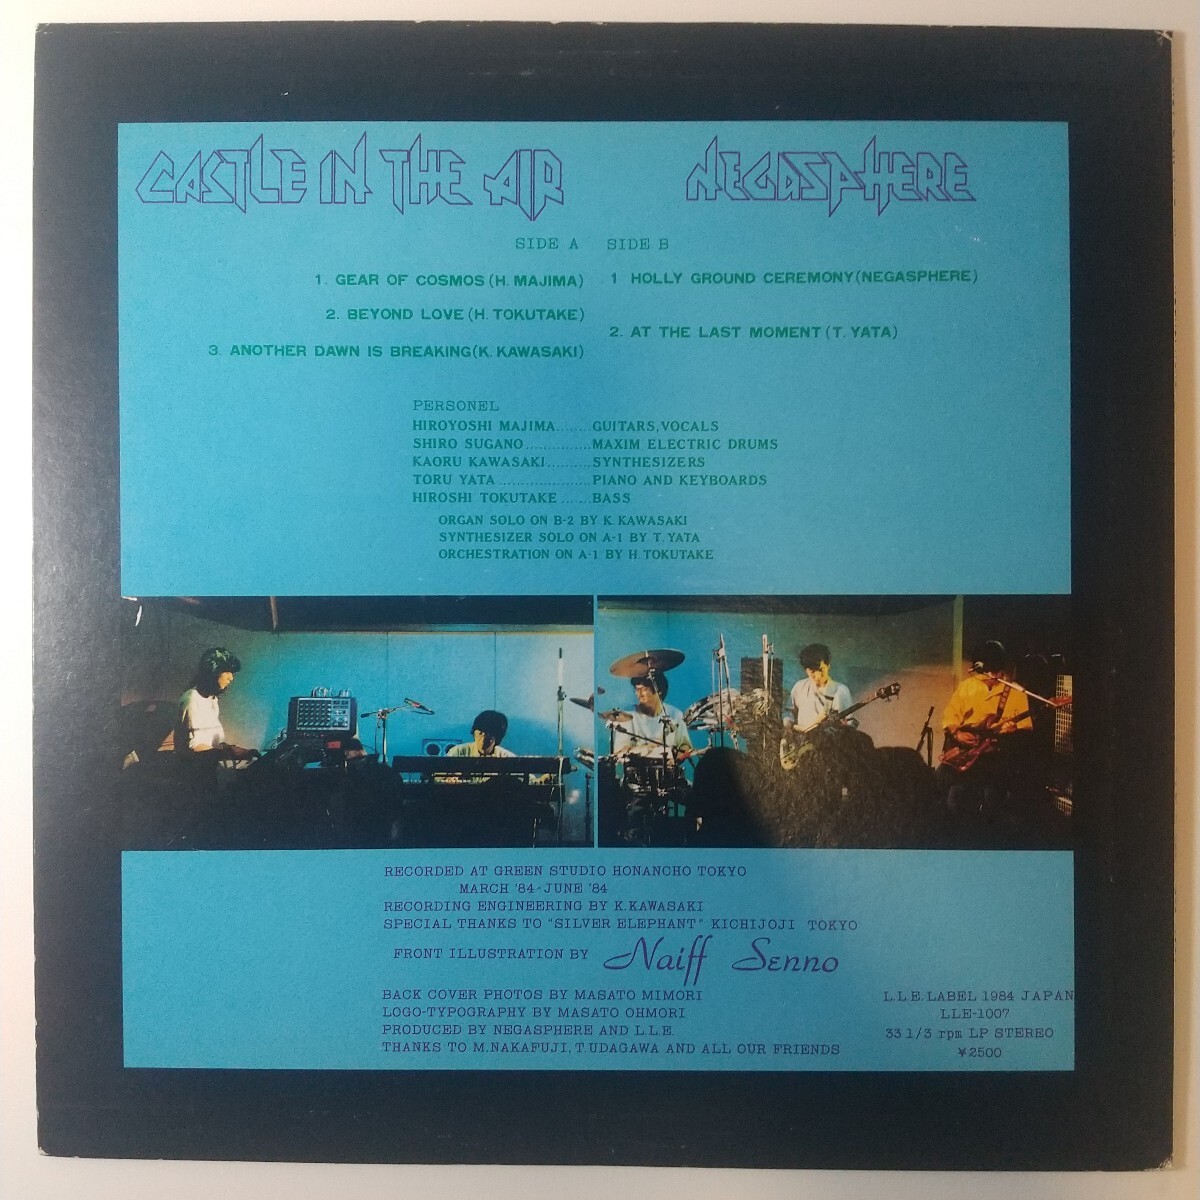 CASTLE IN THE AIR
NEGASPHERE
SIDE A
1. GEAR OF COSMOS (H. MAJIMA)
2. BEYOND LOVE (H. TOKUTAKE)
3. ANOTHER DAWN IS BREAKING (K. KAWASAKI)
SIDE B
1 HOLLY GROUND CEREMONY (NEGASPHERE)
2. AT THE LAST MOMENT (T. YATA)
PERSONEL
HIROYOSHI MAJIMA.......GUITARS,VOCALS
SHIRO SUGANO...............MAXIM ELECTRIC DRUMS
KAORU KAWASAKI..........SYNTHESIZERS
TORU YATA.....................PIANO AND KEYBOARDS
HIROSHI TOKUTAKE.......BASS
ORGAN SOLO ON B-2 BY K. KAWASAKI
SYNTHESIZER SOLO ON A-1 BY T. YATA
ORCHESTRATION ON A-1 BY H. TOKUTAKE
RECORDED AT GREEN STUDIO HONANCHO TOKYO
MARCH '84-JUNE '84
RECORDING ENGINEERING BY K.KAWASAKI
SPECIAL THANKS TO "SILVER ELEPHANT" KICHIJOJI TOKYO
FRONT ILLUSTRATION BY Naiff Senno
BACK COVER PHOTOS BY MASATO MIMORI
LOGO-TYPOGRAPHY BY MASATO OHMORI
PRODUCED BY NEGASPHERE AND L.L.E.
THANKS TO M.NAKAFUJI, T.UDAGAWA AND ALL OUR FRIENDS
L.L.E. LABEL 1984 JAPAN
LLE-1007
33 1/3 rpm LP STEREO
¥2500